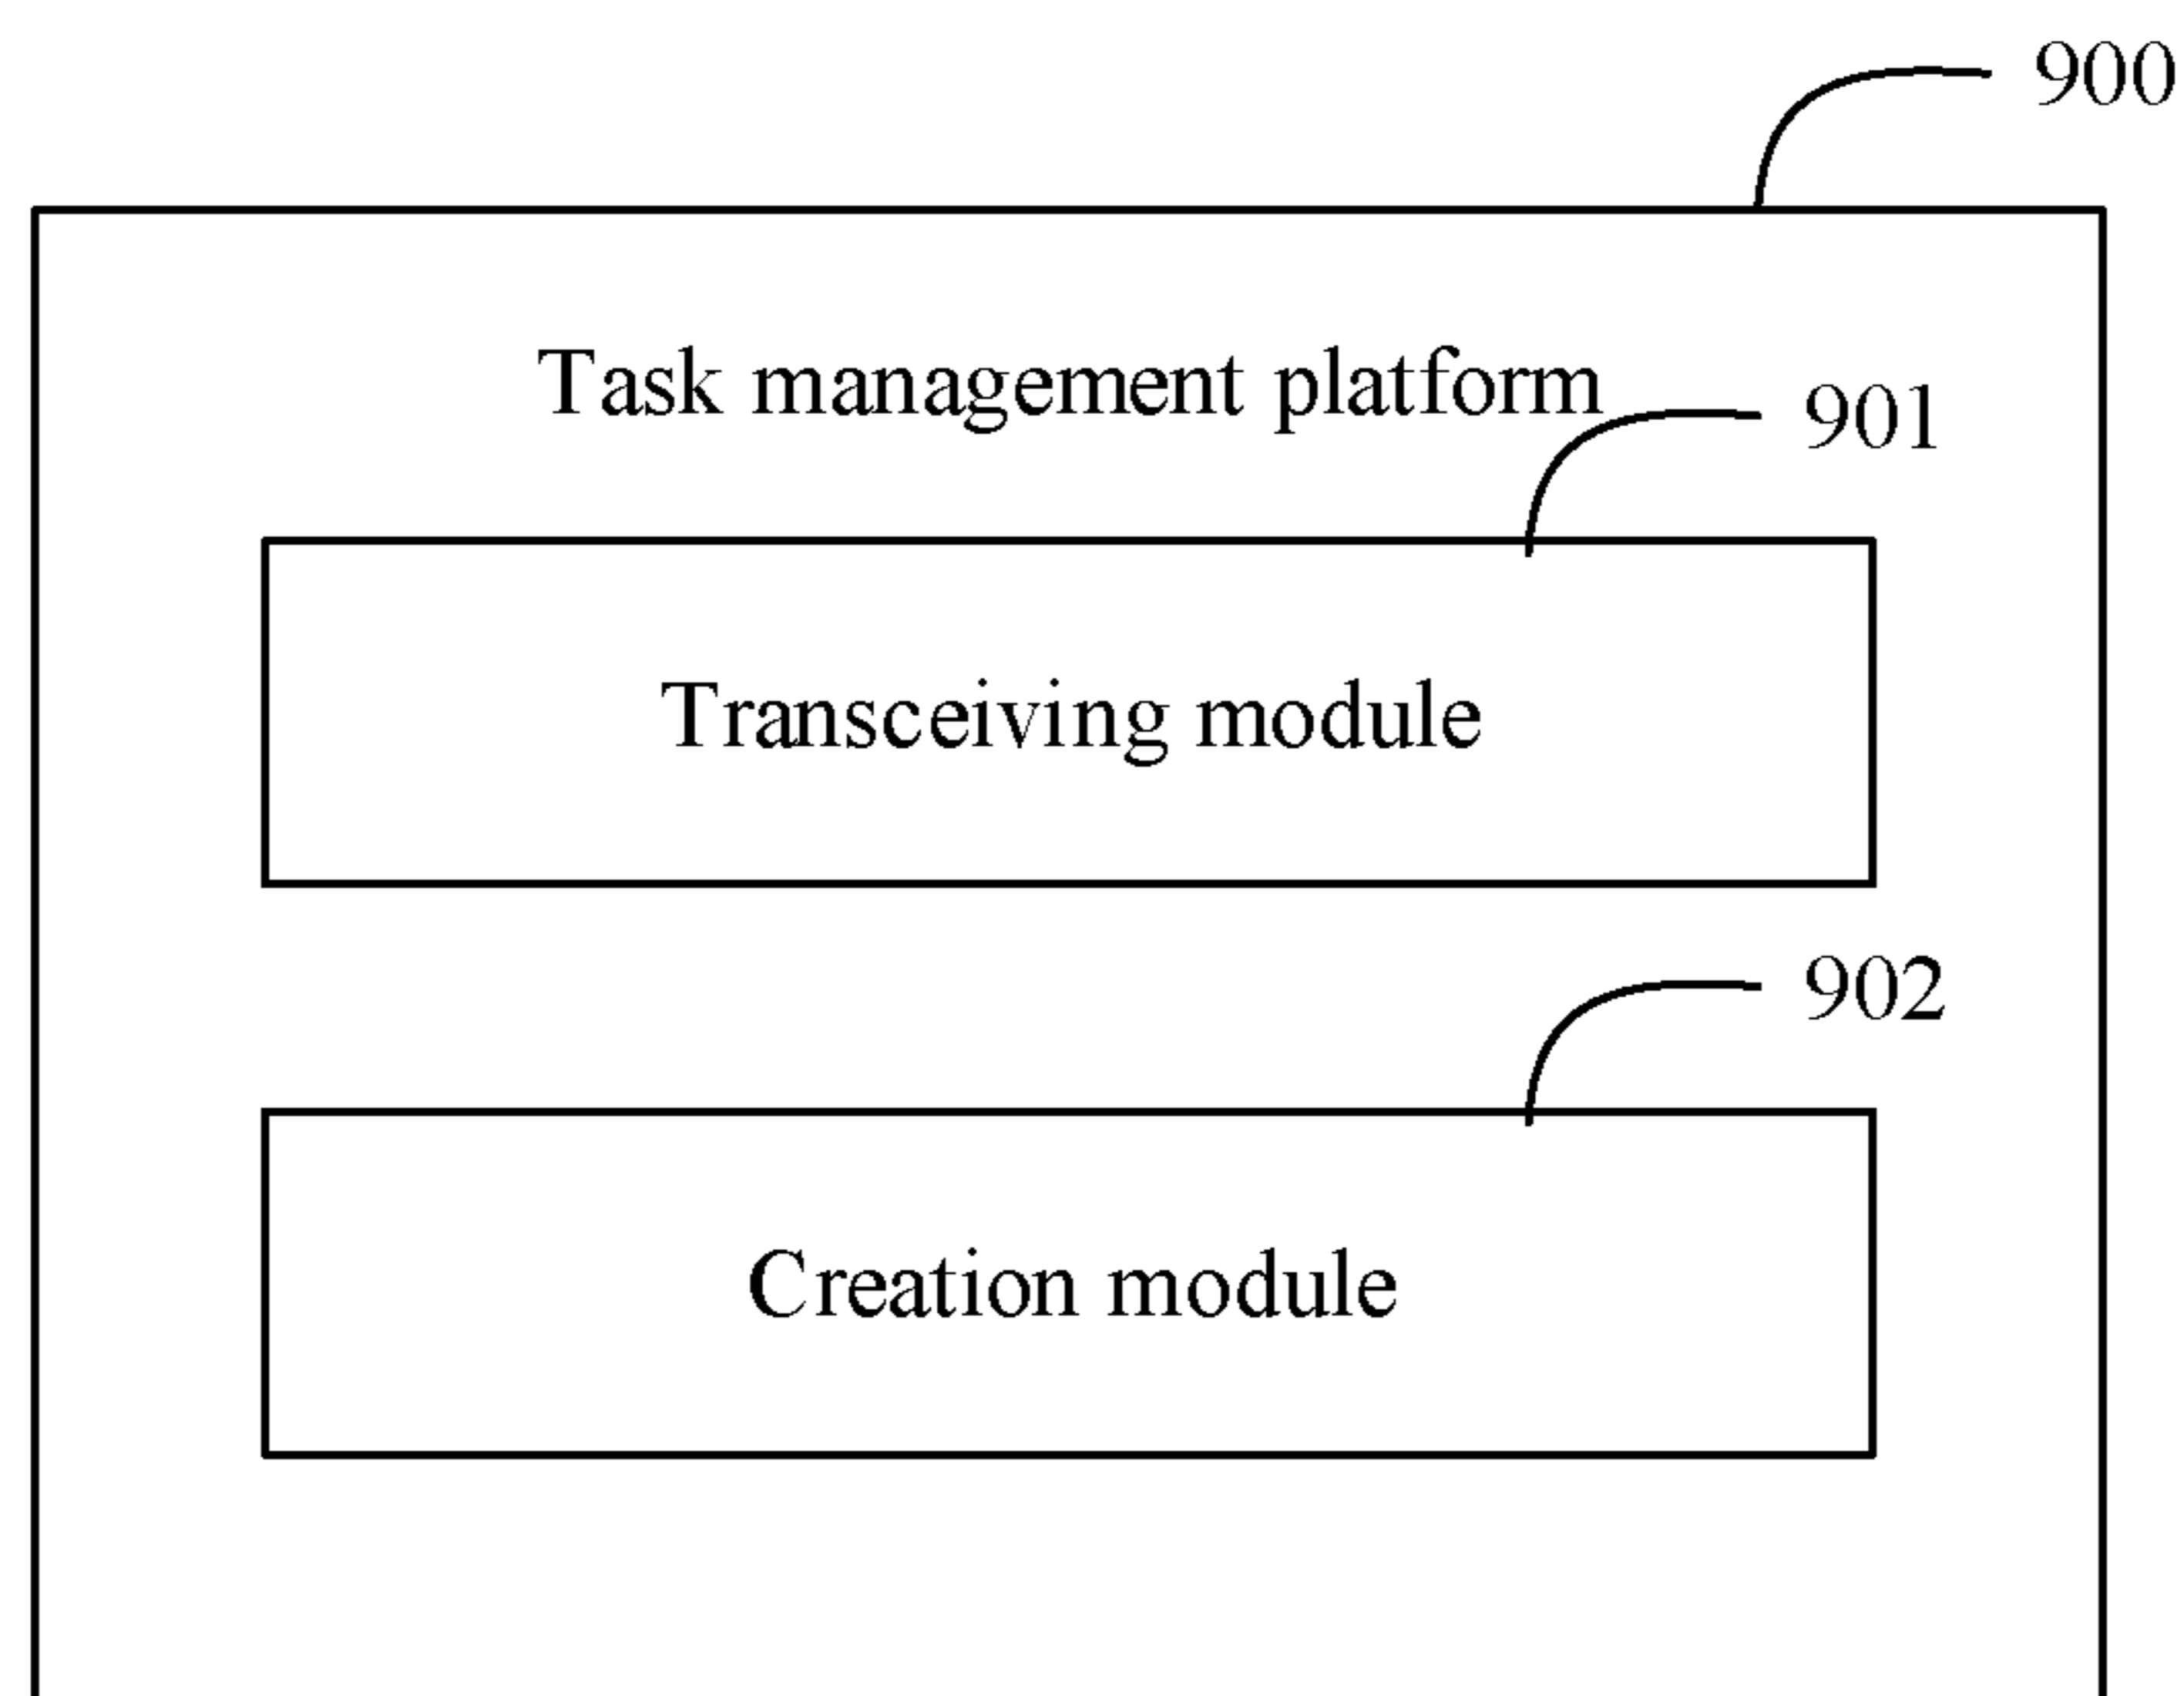 900
Task management platform
901
Transceiving module
902
Creation module